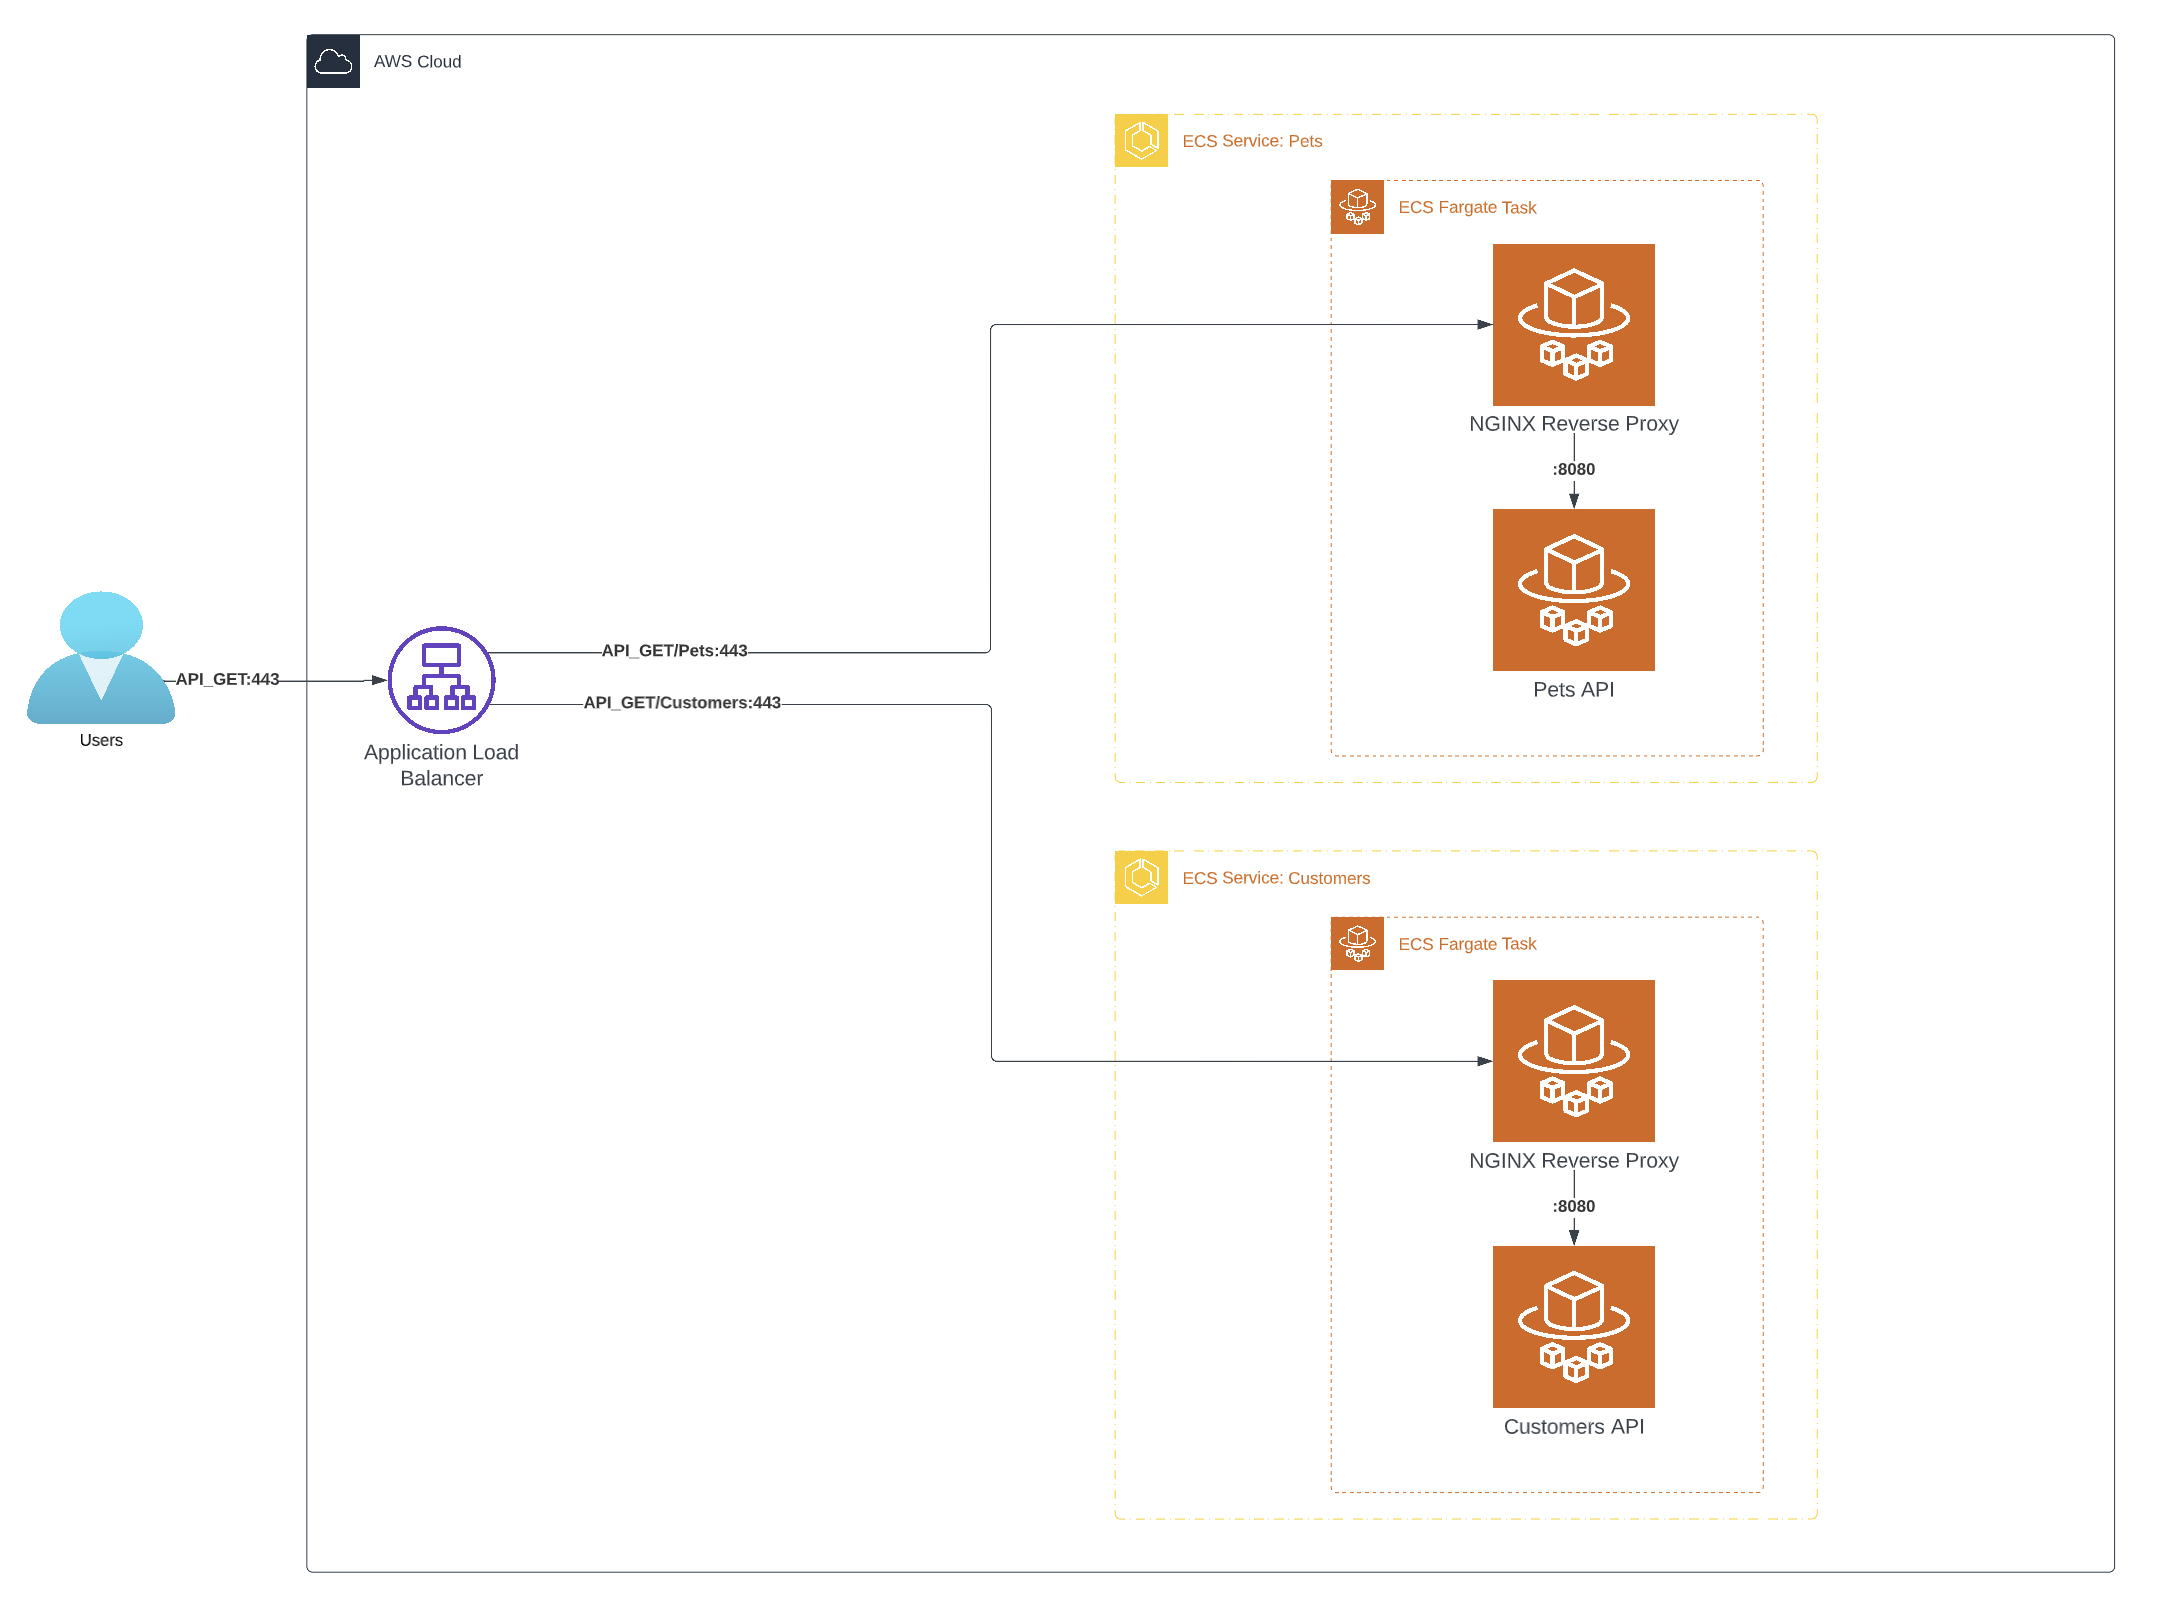 AWS Cloud
ECS Service: Pets
ECS Fargate Task
NGINX Reverse Proxy
:8080
Pets API
API_GET/Pets:443
API_GET:443
API_GET/Customers:443
Users
Application Load
Balancer
ECS Service: Customers
ECS Fargate Task
NGINX Reverse Proxy
:8080
Customers API